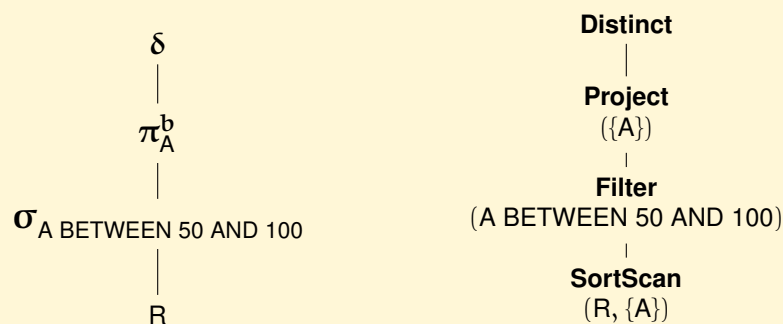 δ
π^b_A
σ_A BETWEEN 50 AND 100
R
Distinct
Project
({A})
Filter
(A BETWEEN 50 AND 100)
SortScan
(R, {A})